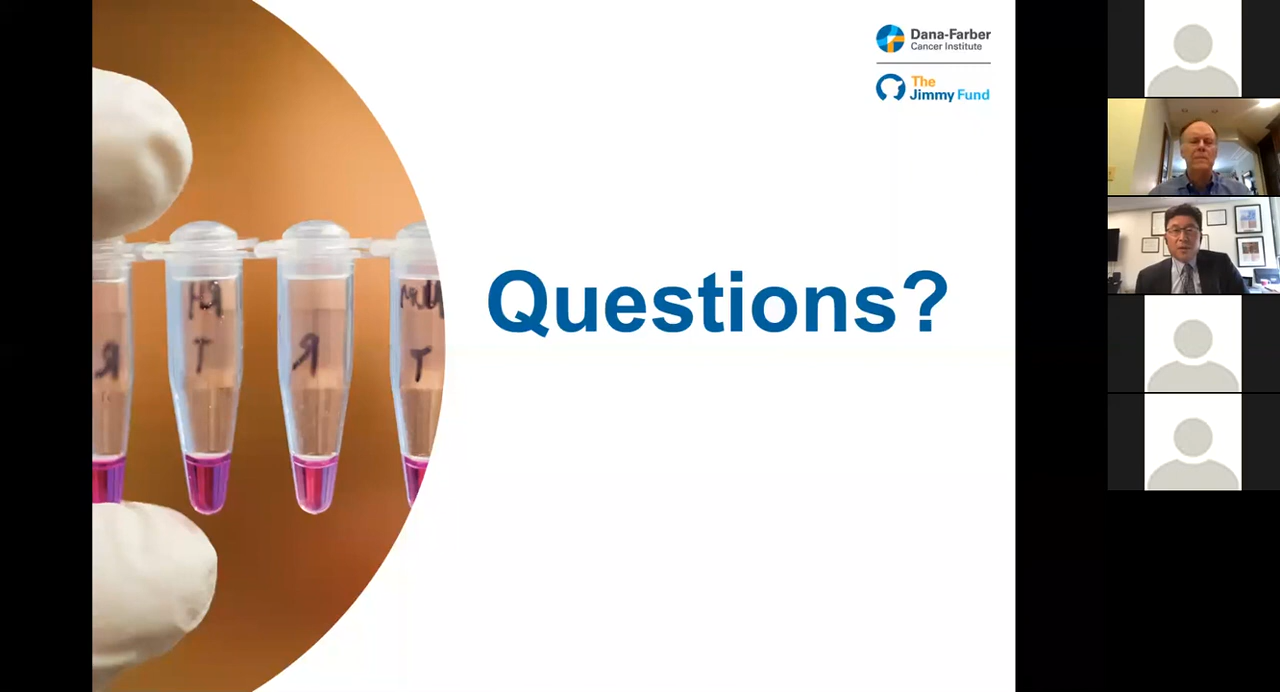 Dana-Farber
Cancer Institute
The
Jimmy Fund
Questions?
R
T
R
T